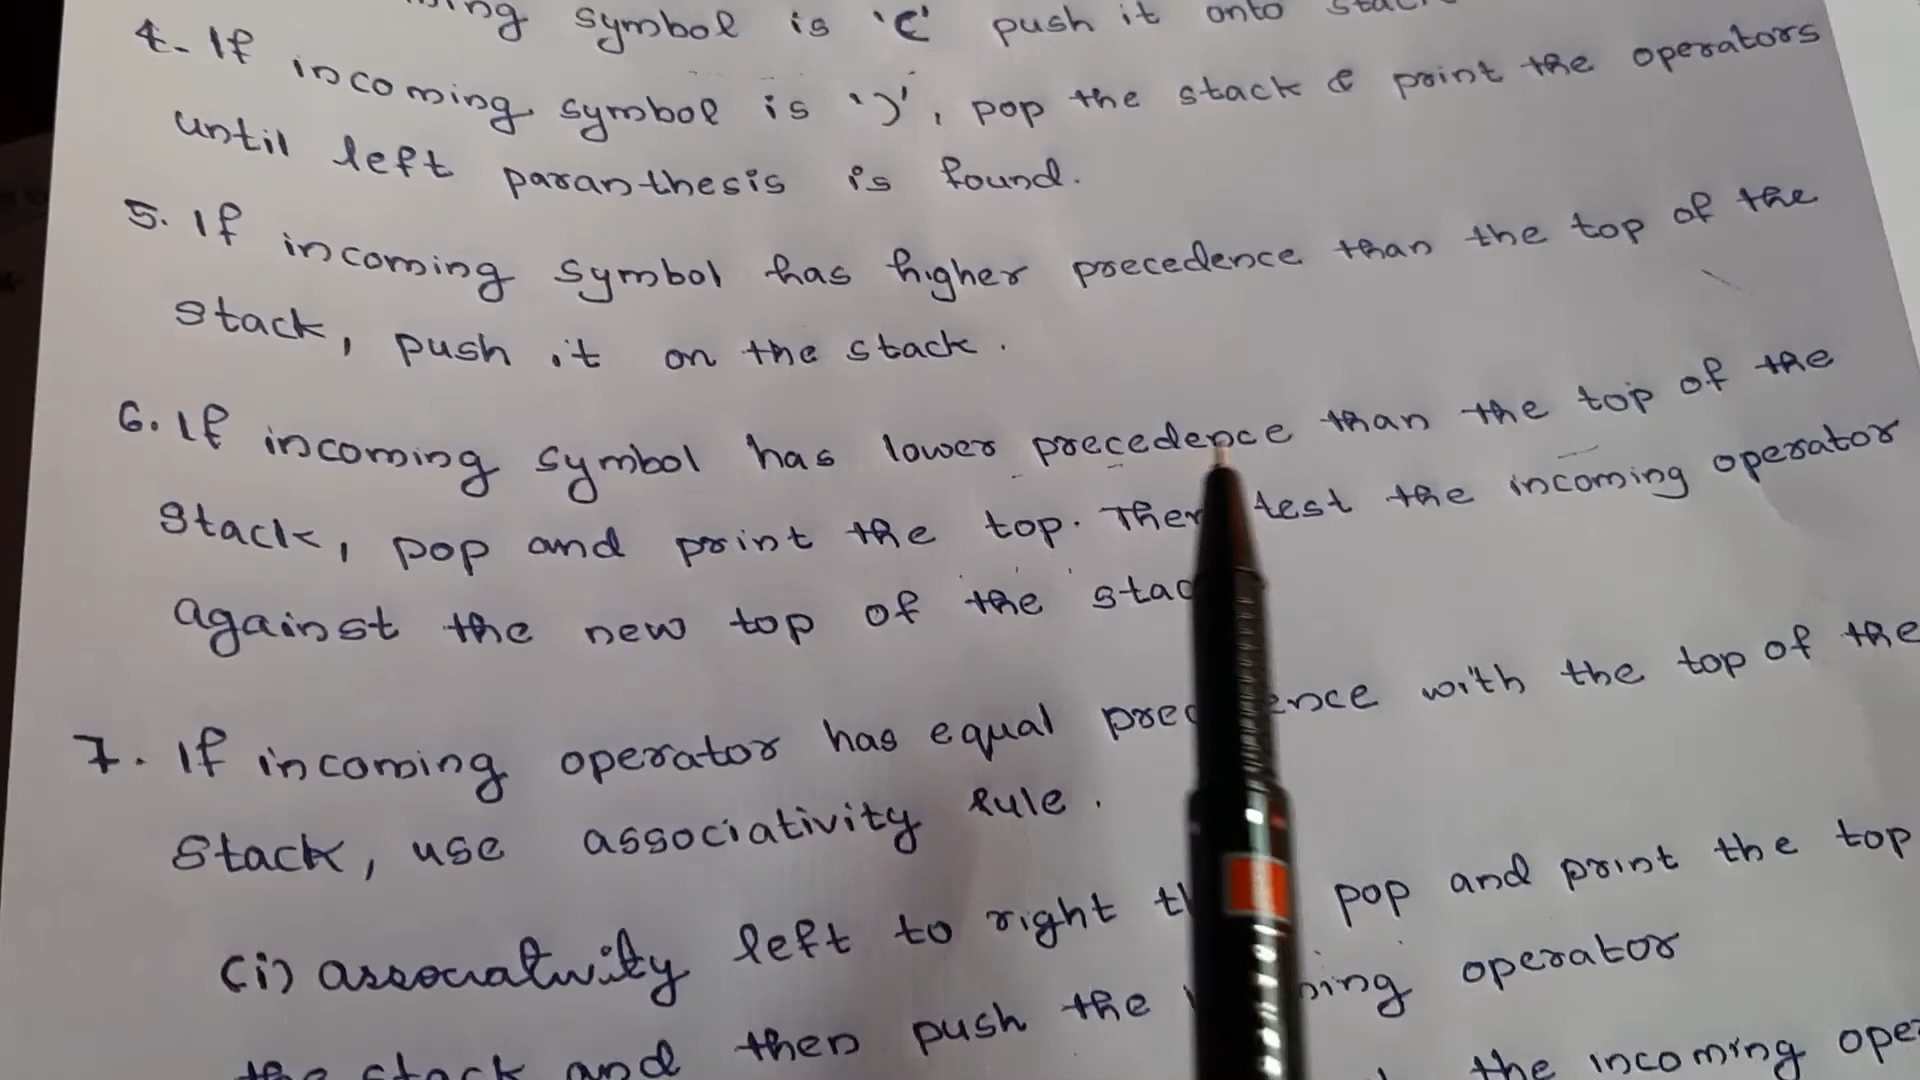 symbol is '(' push it onto
4. If incoming symbol is ')', pop the stack & print the operators
until left paranthesis is found.
5. If incoming symbol has higher precedence than the top of the
stack, push it on the stack.
6. If incoming symbol has lower precedence than the top of the
stack, pop and print the top. Then test the incoming operator
against the new top of the
7. If incoming operator has equal with the top of the
stack, use associativity Rule.
(i) associativity left to right pop and print the top
the stack and then push the operator
the incoming